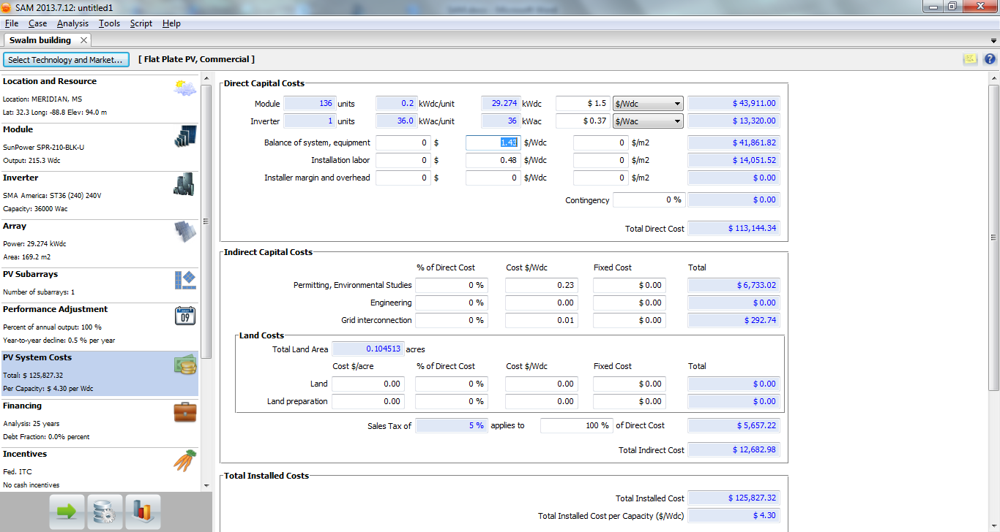 SAM 2013.7.12: untitled1
File Case Analysis Tools Script Help
Swalm building
Select Technology and Market... [ Flat Plate PV, Commercial ]
Location and Resource
Location: MERIDIAN, MS
Lat: 32.3 Long: -88.8 Elev: 94.0 m
Module
SunPower SPR-210-BLK-U
Output: 215.3 Wdc
Inverter
SMA America: ST36 (240) 240V
Capacity: 36000 Wac
Array
Power: 29.274 kWdc
Area: 169.2 m2
PV Subarrays
Number of subarrays: 1
Performance Adjustment
Percent of annual output: 100 %
Year-to-year decline: 0.5 % per year
09
PV System Costs
Total: $ 125,827.32
Per Capacity: $ 4.30 per Wdc
Financing
Analysis: 25 years
Debt Fraction: 0.0% percent
Incentives
Fed. ITC
No cash incentives
Direct Capital Costs
Module 136 units 0.2 kWdc/unit 29.274 kWdc $ 1.5 $/Wdc $ 43,911.00
Inverter 1 units 36.0 kWac/unit 36 kWac $ 0.37 $/Wac $ 13,320.00
Balance of system, equipment 0 $ 1.43 $/Wdc 0 $/m2 $ 41,861.82
Installation labor 0 $ 0.48 $/Wdc 0 $/m2 $ 14,051.52
Installer margin and overhead 0 $ 0 $/Wdc 0 $/m2 $ 0.00
Contingency 0 % $ 0.00
Total Direct Cost $ 113,144.34
Indirect Capital Costs
% of Direct Cost Cost $/Wdc Fixed Cost Total
Permitting, Environmental Studies 0 % 0.23 $ 0.00 $ 6,733.02
Engineering 0 % 0.00 $ 0.00 $ 0.00
Grid interconnection 0 % 0.01 $ 0.00 $ 292.74
Land Costs
Total Land Area 0.104513 acres
Cost $/acre % of Direct Cost Cost $/Wdc Fixed Cost Total
Land 0.00 0 % 0.00 $ 0.00 $ 0.00
Land preparation 0.00 0 % 0.00 $ 0.00 $ 0.00
Sales Tax of 5 % applies to 100 % of Direct Cost $ 5,657.22
Total Indirect Cost $ 12,682.98
Total Installed Costs
Total Installed Cost $ 125,827.32
Total Installed Cost per Capacity ($/Wdc) $ 4.30